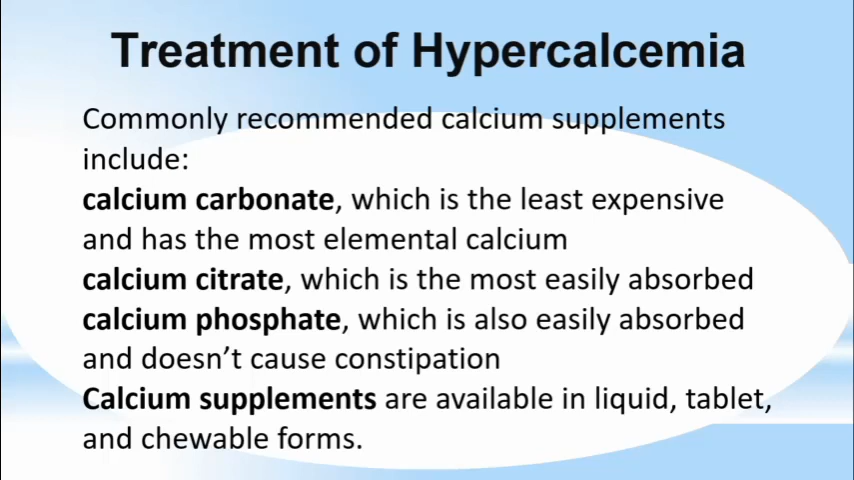 Treatment of Hypercalcemia
Commonly recommended calcium supplements
include:
calcium carbonate, which is the least expensive
and has the most elemental calcium
calcium citrate, which is the most easily absorbed
calcium phosphate, which is also easily absorbed
and doesn’t cause constipation
Calcium supplements are available in liquid, tablet,
and chewable forms.